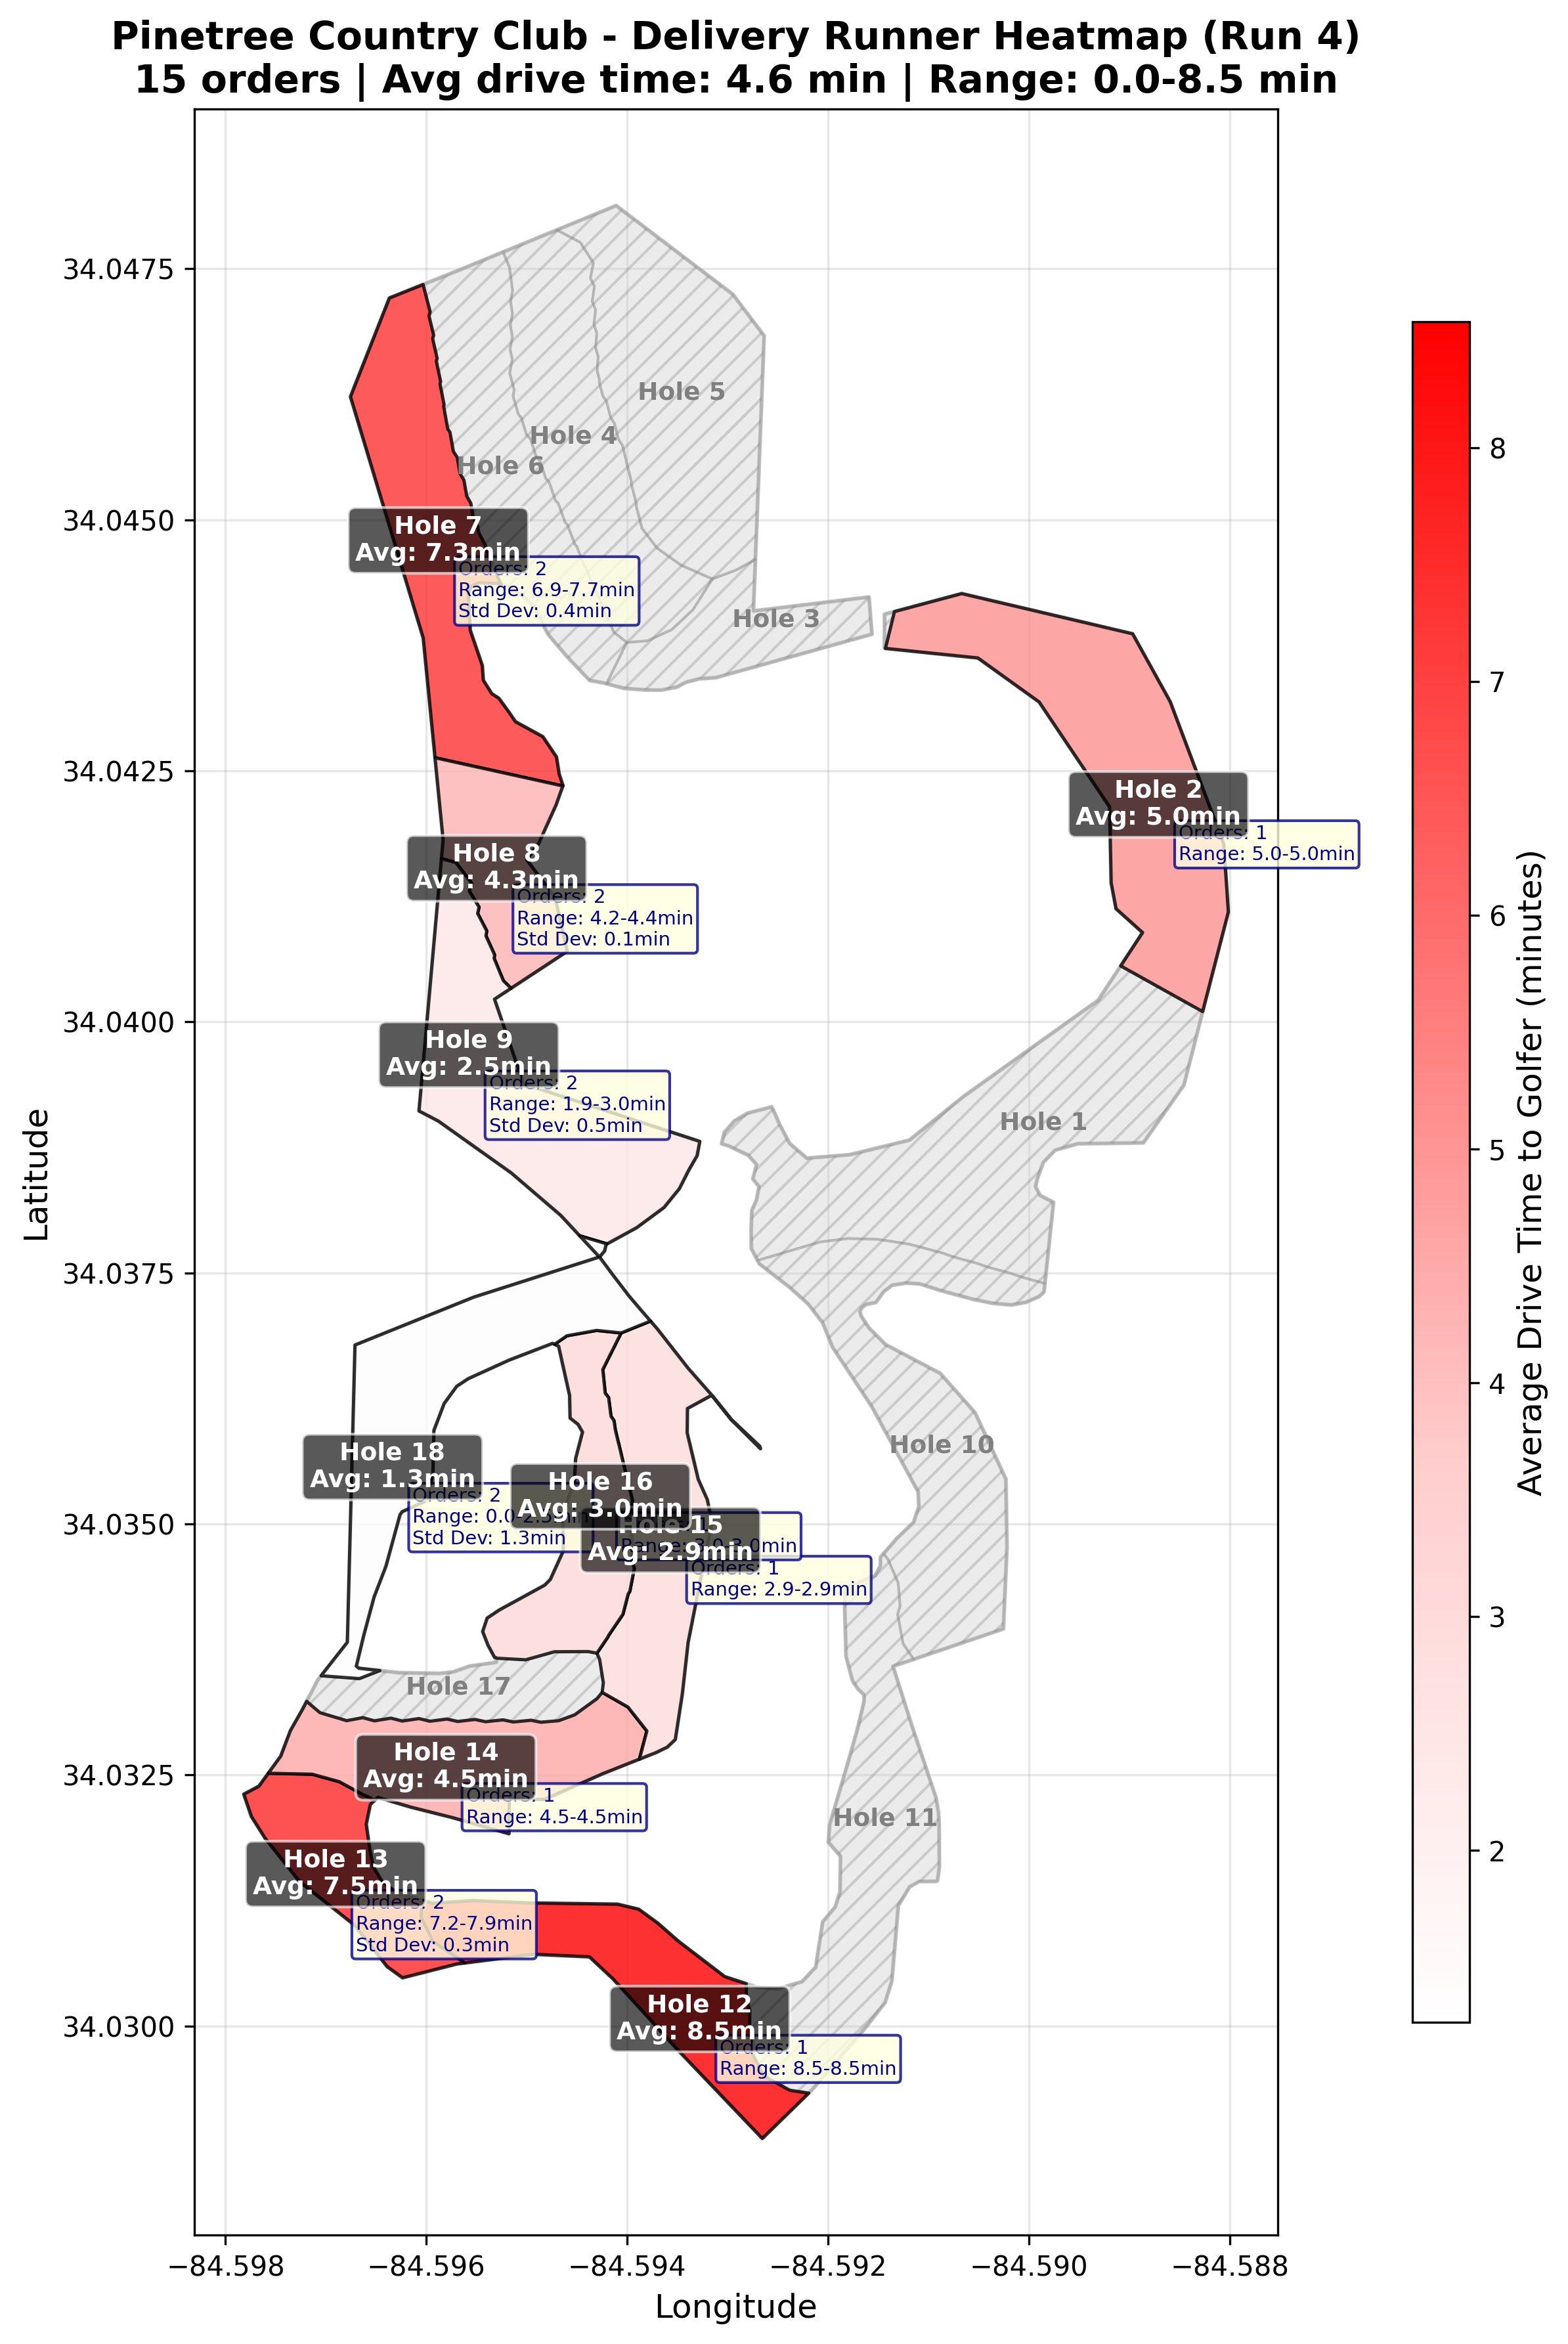 Pinetree Country Club - Delivery Runner Heatmap (Run 4)
15 orders | Avg drive time: 4.6 min | Range: 0.0-8.5 min
34.0475
34.0450
34.0425
34.0400
34.0375
34.0350
34.0325
34.0300
Latitude
−84.598
−84.596
−84.594
−84.592
−84.590
−84.588
Longitude
Hole 5
Hole 4
Hole 6
Hole 7
Avg: 7.3min
Orders: 2
Range: 6.9-7.7min
Std Dev: 0.4min
Hole 3
Hole 2
Avg: 5.0min
Orders: 1
Range: 5.0-5.0min
Hole 8
Avg: 4.3min
Orders: 2
Range: 4.2-4.4min
Std Dev: 0.1min
Hole 9
Avg: 2.5min
Orders: 2
Range: 1.9-3.0min
Std Dev: 0.5min
Hole 1
Hole 10
Hole 18
Avg: 1.3min
Orders: 2
Range:
Std Dev: 1.3min
Hole 16
Avg: 3.0min
Hole 15
Avg: 2.9min
Orders: 1
Range: 2.9-2.9min
Hole 17
Hole 14
Avg: 4.5min
Orders: 1
Range: 4.5-4.5min
Hole 11
Hole 13
Avg: 7.5min
Orders: 2
Range: 7.2-7.9min
Std Dev: 0.3min
Hole 12
Avg: 8.5min
Orders: 1
Range: 8.5-8.5min
8
7
6
5
4
3
2
Average Drive Time to Golfer (minutes)